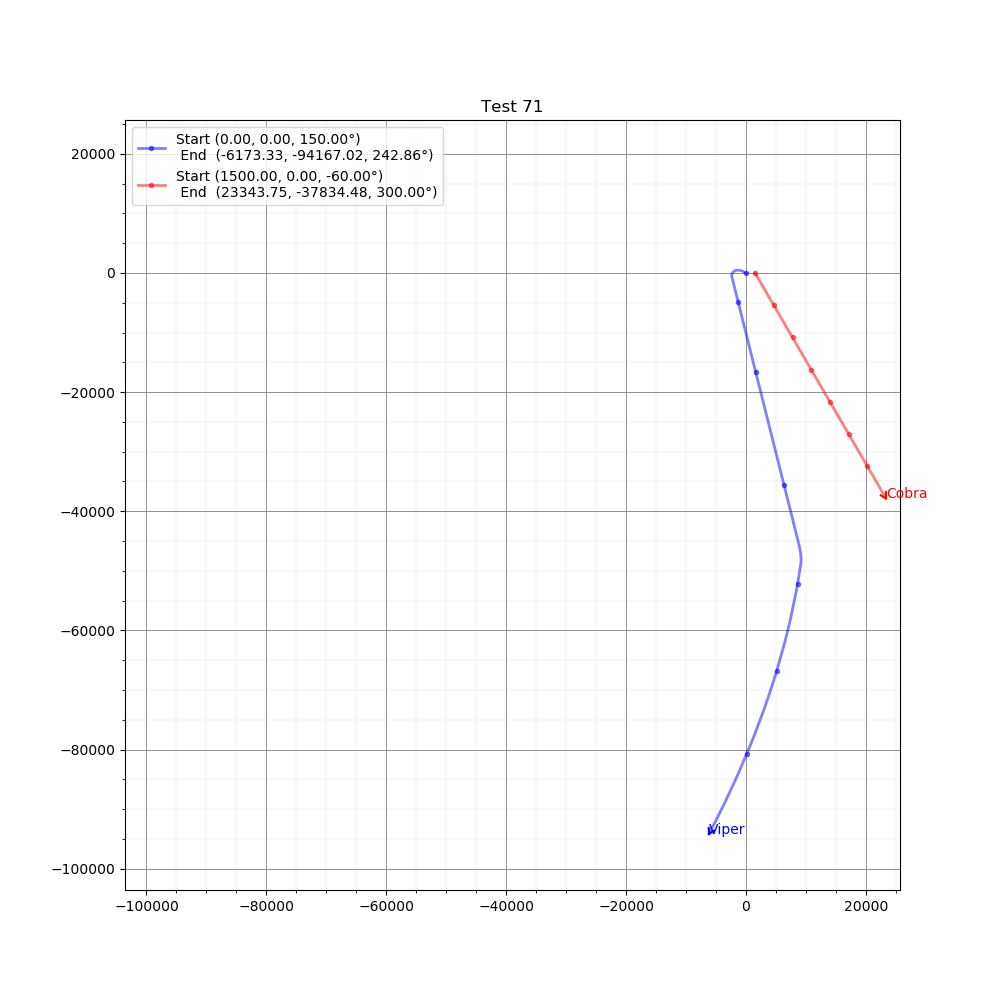 Test 71
Start (0.00, 0.00, 150.00°)
End (-6173.33, -94167.02, 242.86°)
Start (1500.00, 0.00, -60.00°)
End (23343.75, -37834.48, 300.00°)
20000
0
−20000
−40000
−60000
−80000
−100000
Cobra
Viper
−100000 −80000 −60000 −40000 −20000 0 20000